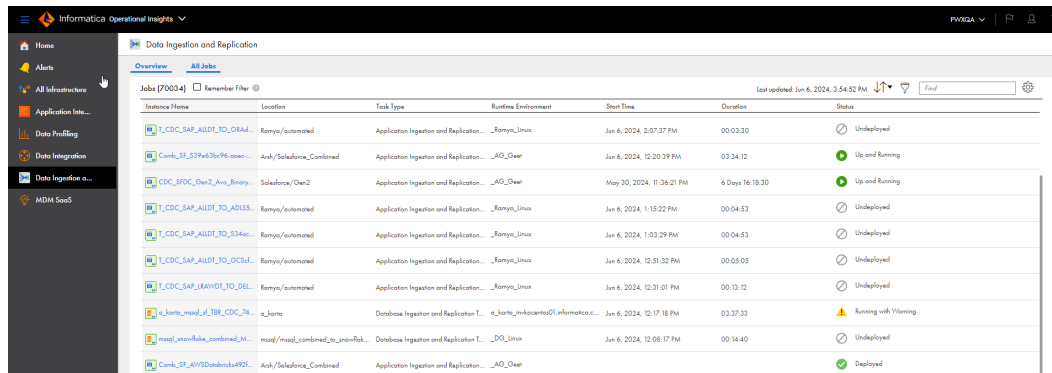 Informatica Operational Insights
PWXQA
Home
Alerts
All Infrastructure
Application Inte...
Data Profiling
Data Integration
Data Ingestion a...
MDM SaaS
Data Ingestion and Replication
Overview All Jobs
Jobs (70034) Remember Filter
Last updated: Jun 6, 2024, 3:54:52 PM Find
Instance Name Location Task Type Runtime Environment Start Time Duration Status
T_CDC_SAP_ALLDT_TO_ORAd... Ramya/automated Application Ingestion and Replication... _Ramya_Linux Jun 6, 2024, 2:07:37 PM 00:03:30 Undeployed
Comb_SF_S39e63bc96-aaec-... Arsh/Salesforce_Combined Application Ingestion and Replication... _AG_Geet Jun 6, 2024, 12:20:39 PM 03:34:12 Up and Running
CDC_SFDC_Gen2_Avo_Binary... Salesforce/Gen2 Application Ingestion and Replication... _AG_Geet May 30, 2024, 11:36:21 PM 6 Days 16:18:30 Up and Running
T_CDC_SAP_ALLDT_TO_ADLS5... Ramya/automated Application Ingestion and Replication... _Ramya_Linux Jun 6, 2024, 1:15:22 PM 00:04:53 Undeployed
T_CDC_SAP_ALLDT_TO_S34ac... Ramya/automated Application Ingestion and Replication... _Ramya_Linux Jun 6, 2024, 1:03:29 PM 00:04:53 Undeployed
T_CDC_SAP_ALLDT_TO_GCScf... Ramya/automated Application Ingestion and Replication... _Ramya_Linux Jun 6, 2024, 12:51:32 PM 00:05:05 Undeployed
T_CDC_SAP_LRAWDT_TO_DEL... Ramya/automated Application Ingestion and Replication... _Ramya_Linux Jun 6, 2024, 12:31:01 PM 00:13:12 Undeployed
a_karta_mssql_sf_TBR_CDC_74... a_karta Database Ingestion and Replication T... a_karta_invkacentos01.informatica.c... Jun 6, 2024, 12:17:18 PM 03:37:33 Running with Warning
mssql_snowflake_combined_M... mssql/mssql_combined_to_snowflak... Database Ingestion and Replication T... _DG_Linux Jun 6, 2024, 12:08:17 PM 00:14:40 Undeployed
Comb_SF_AWSDatabricks492f... Arsh/Salesforce_Combined Application Ingestion and Replication... _AG_Geet Deployed